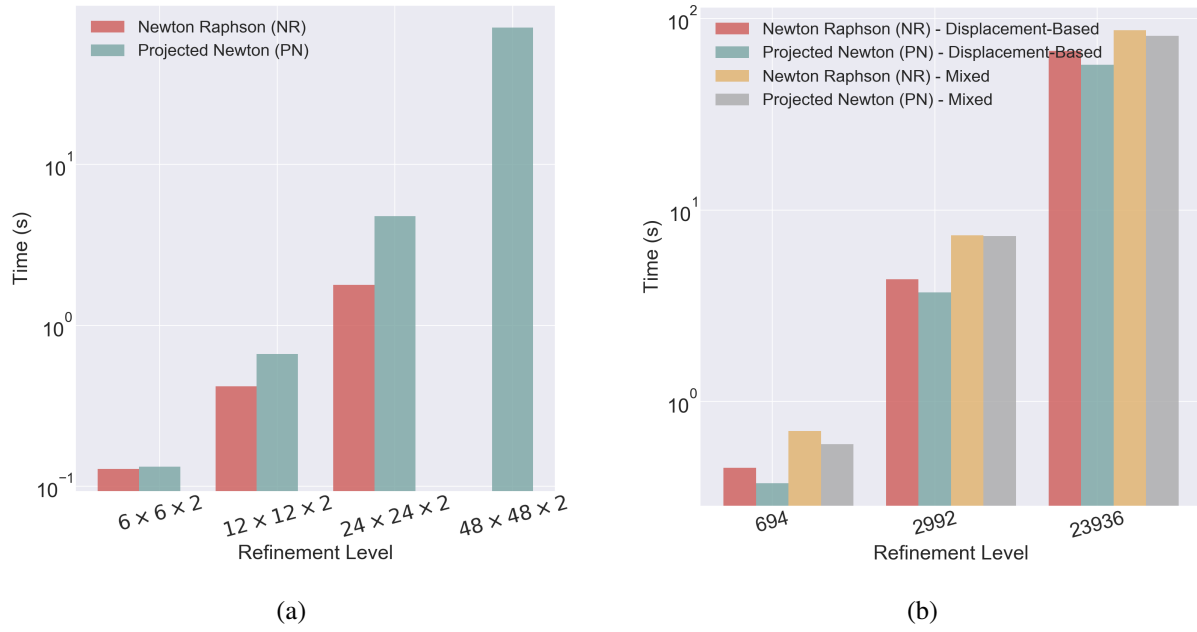 Newton Raphson (NR)
Projected Newton (PN)
Time (s)
10^1
10^0
10^−1
6 × 6 × 2
12 × 12 × 2
24 × 24 × 2
48 × 48 × 2
Refinement Level
(a)
Newton Raphson (NR) - Displacement-Based
Projected Newton (PN) - Displacement-Based
Newton Raphson (NR) - Mixed
Projected Newton (PN) - Mixed
Time (s)
10^2
10^1
10^0
694
2992
23936
Refinement Level
(b)